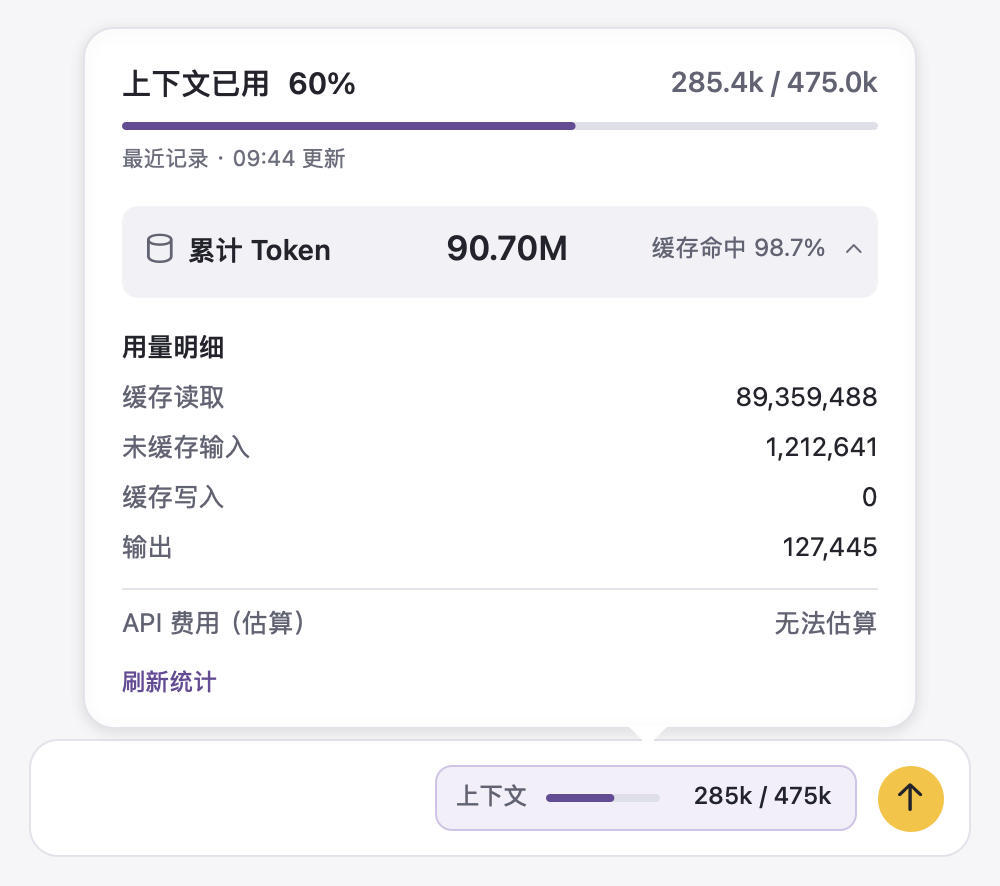 上下文已用 60% 285.4k / 475.0k
最近记录 · 09:44 更新
累计 Token 90.70M 缓存命中 98.7%
用量明细
缓存读取 89,359,488
未缓存输入 1,212,641
缓存写入 0
输出 127,445
API 费用（估算） 无法估算
刷新统计
上下文 285k / 475k